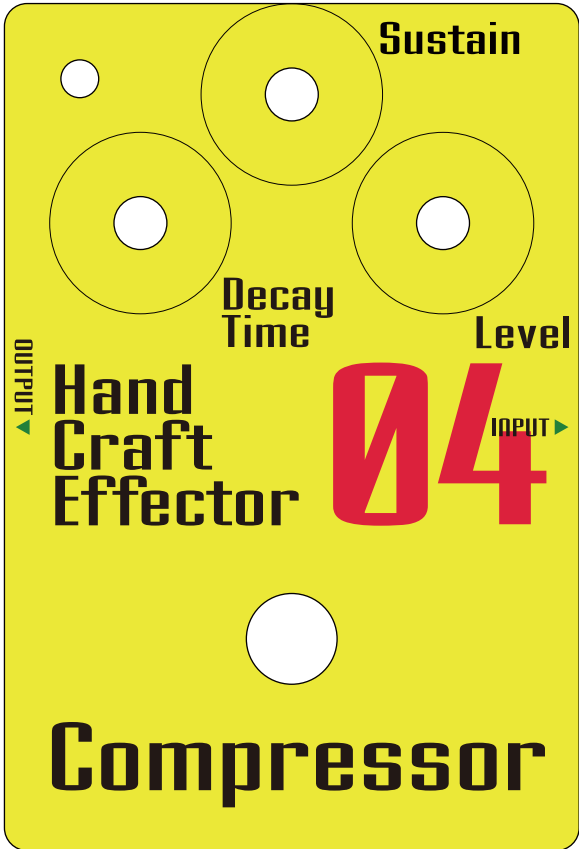 Sustain
Decay
Time
Level
OUTPUT
Hand
Craft
Effector
04
INPUT
Compressor